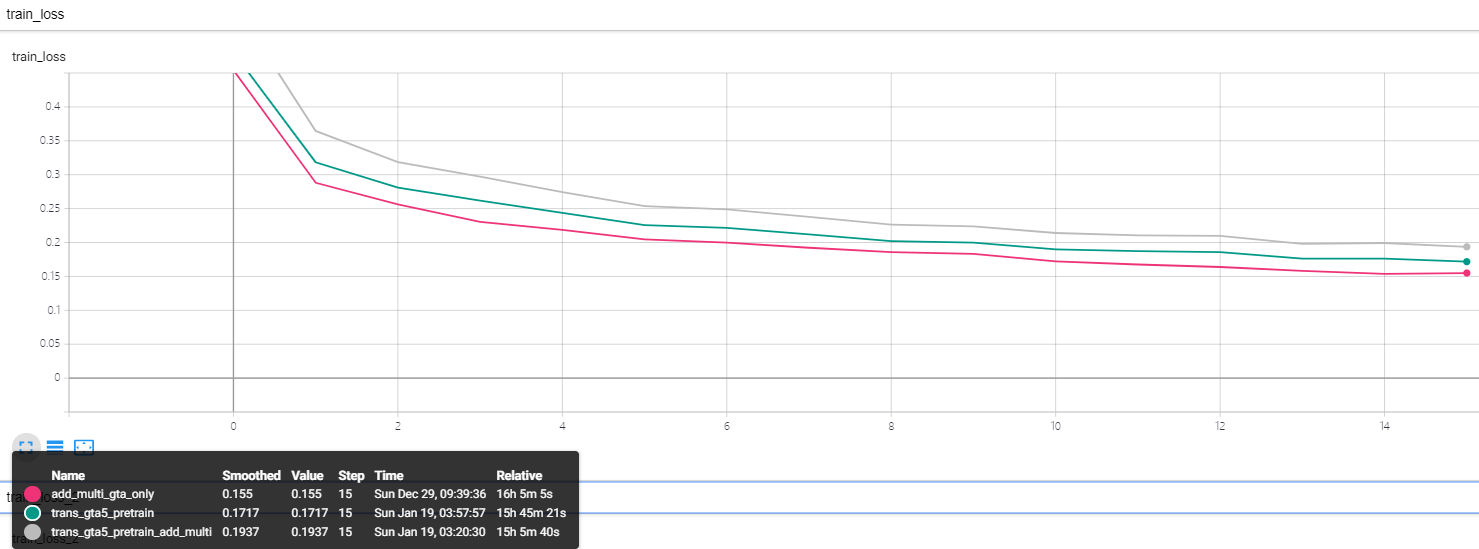 train_loss
train_loss
0.4
0.35
0.3
0.25
0.2
0.15
0.1
0.05
0
0 2 4 6 8 10 12 14
Name Smoothed Value Step Time Relative
add_multi_gta_only 0.155 0.155 15 Sun Dec 29, 09:39:36 16h 5m 5s
trans_gta5_pretrain 0.1717 0.1717 15 Sun Jan 19, 03:57:57 15h 45m 21s
trans_gta5_pretrain_add_multi 0.1937 0.1937 15 Sun Jan 19, 03:20:30 15h 5m 40s
train_loss_2